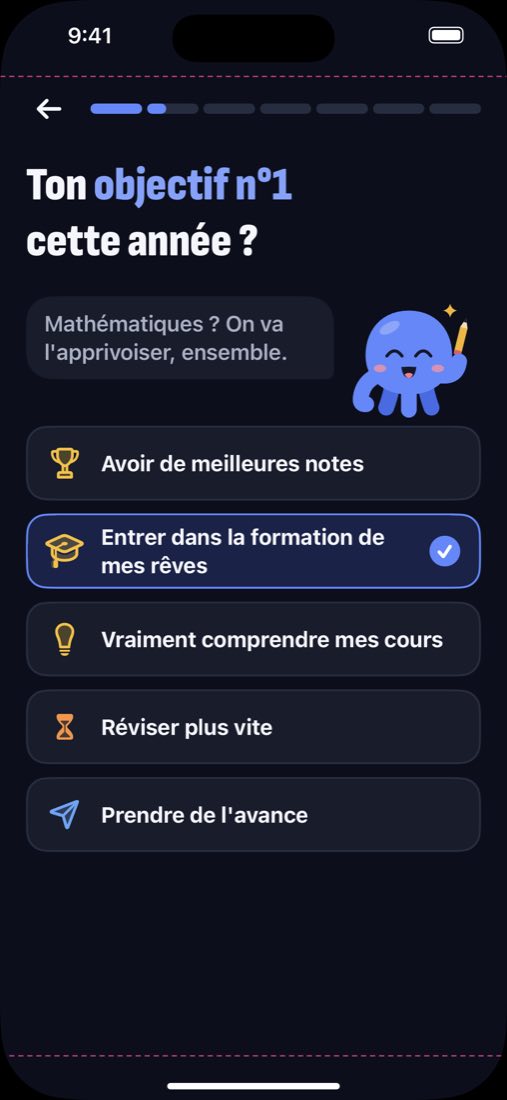 9:41
Ton objectif n°1
cette année ?
Mathématiques ? On va
l'apprivoiser, ensemble.
Avoir de meilleures notes
Entrer dans la formation de
mes rêves
Vraiment comprendre mes cours
Réviser plus vite
Prendre de l'avance